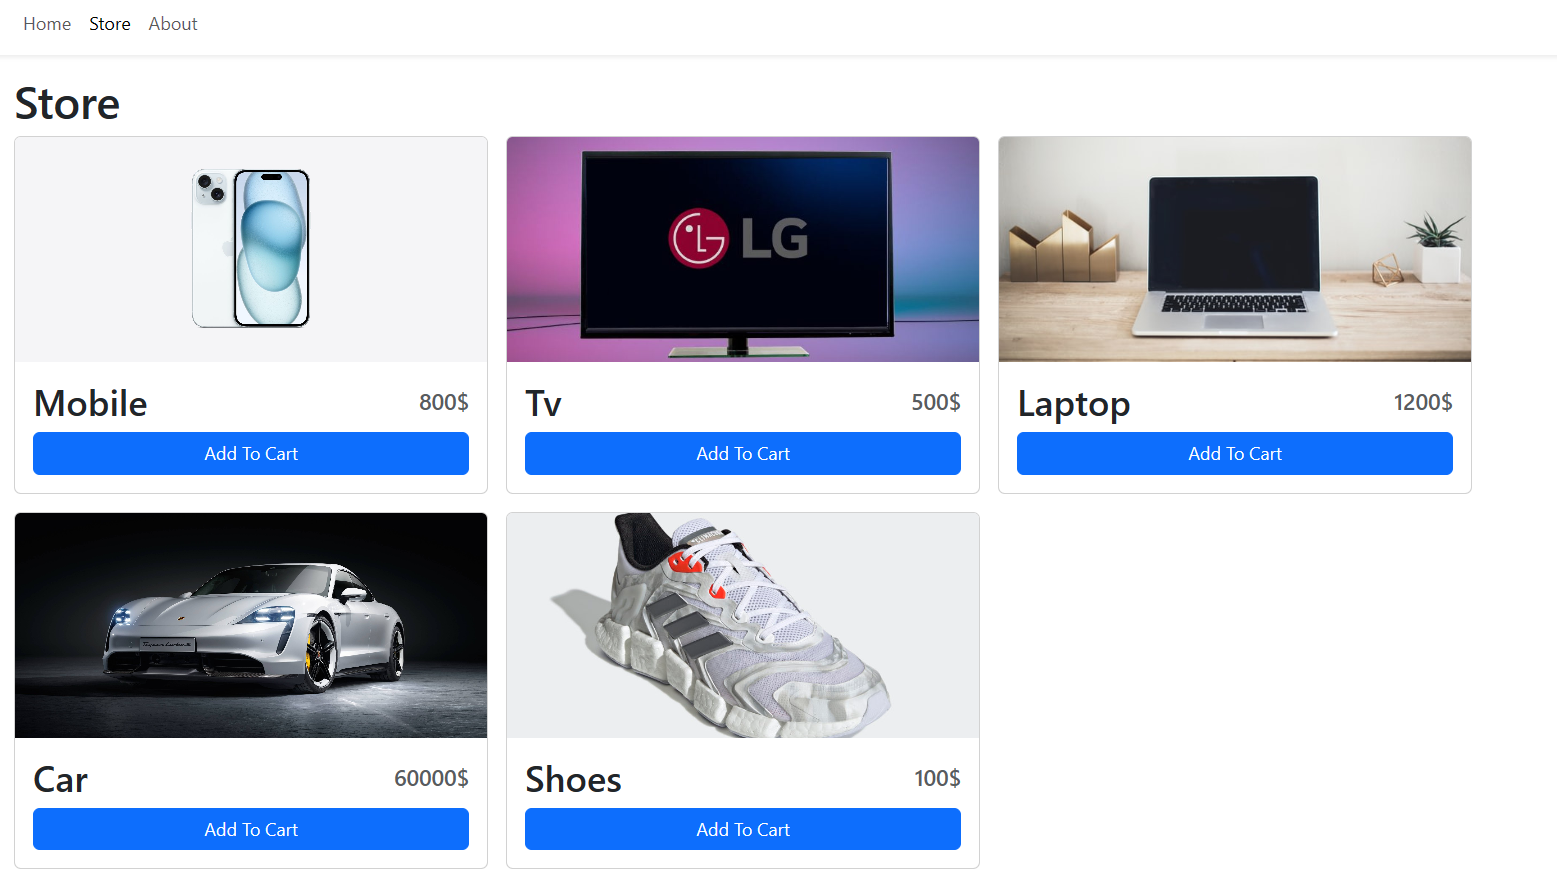 Home Store About
Store
LG
Mobile 800$
Add To Cart
Tv 500$
Add To Cart
Laptop 1200$
Add To Cart
Car 60000$
Add To Cart
Shoes 100$
Add To Cart